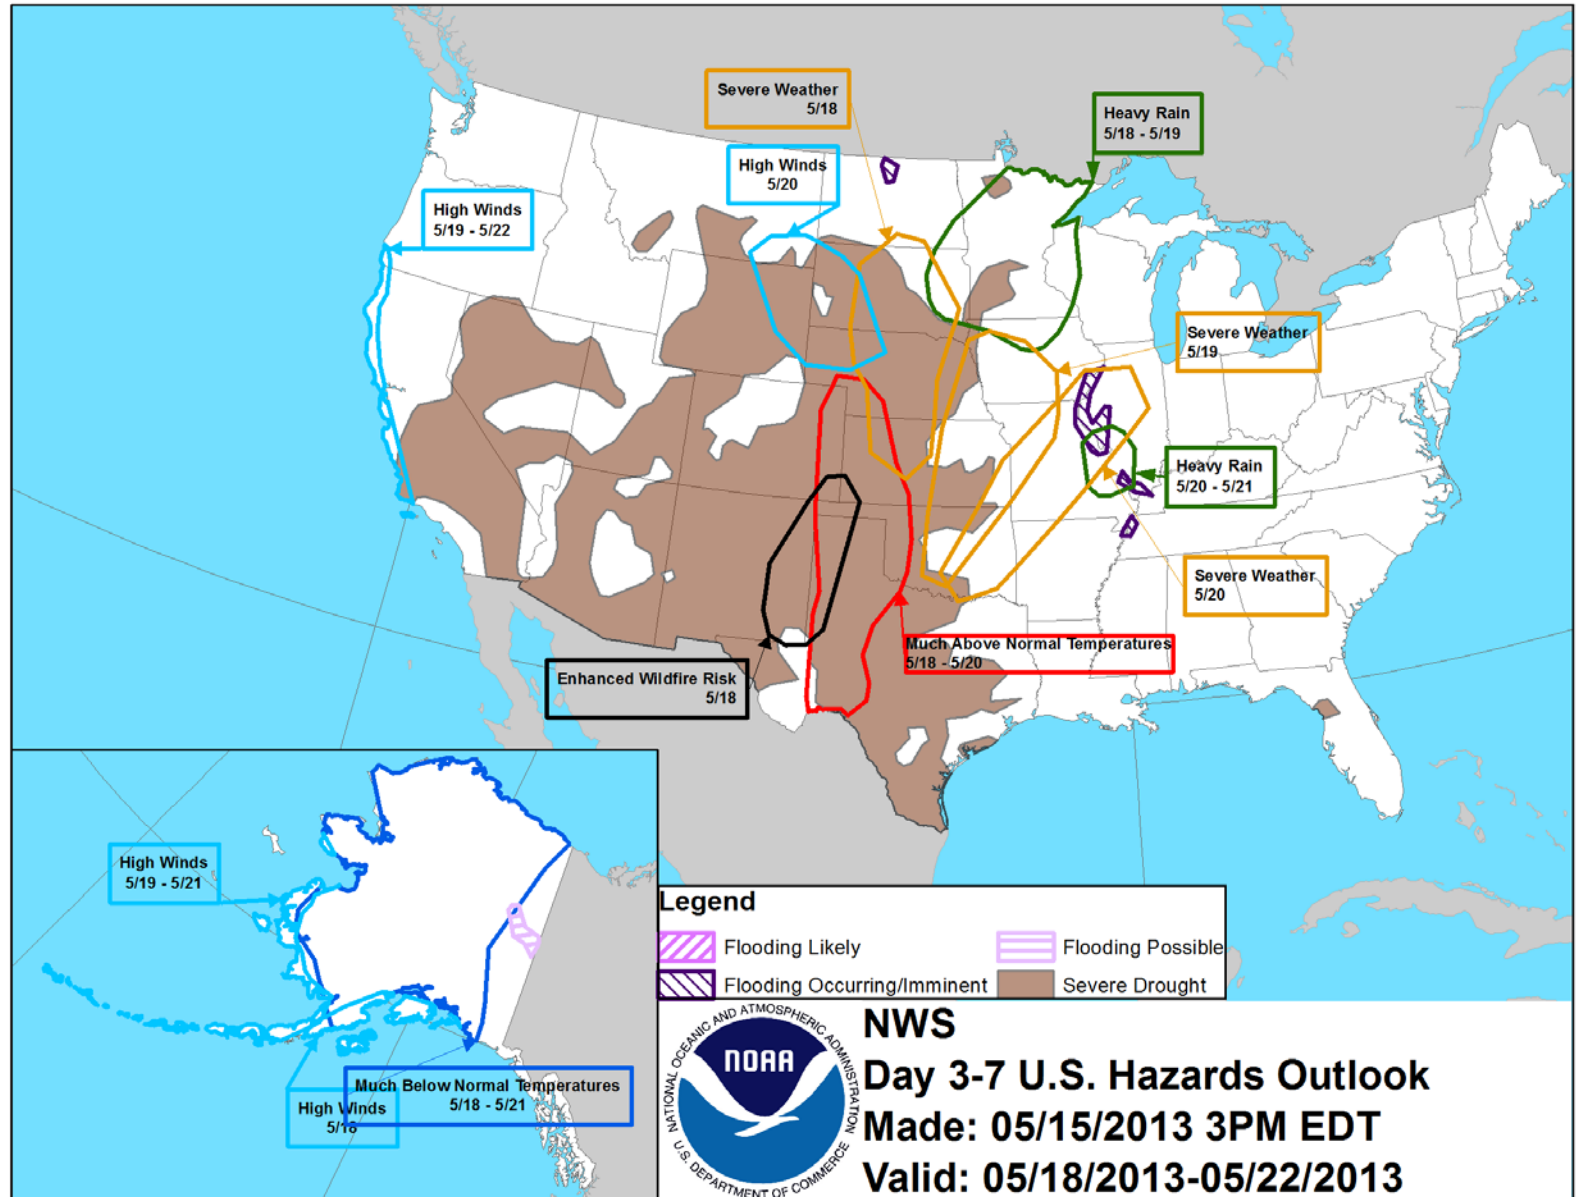 Severe Weather
5/18
Heavy Rain
5/18 - 5/19
High Winds
5/20
High Winds
5/19 - 5/22
Severe Weather
5/19
Heavy Rain
5/20 - 5/21
Severe Weather
5/20
Much Above Normal Temperatures
5/18 - 5/20
Enhanced Wildfire Risk
5/18
High Winds
5/19 - 5/21
Much Below Normal Temperatures
5/18 - 5/21
High Winds
5/18
Legend
Flooding Likely
Flooding Possible
Flooding Occurring/Imminent
Severe Drought
NATIONAL OCEANIC AND ATMOSPHERIC ADMINISTRATION
NOAA
U.S. DEPARTMENT OF COMMERCE
NWS
Day 3-7 U.S. Hazards Outlook
Made: 05/15/2013 3PM EDT
Valid: 05/18/2013-05/22/2013